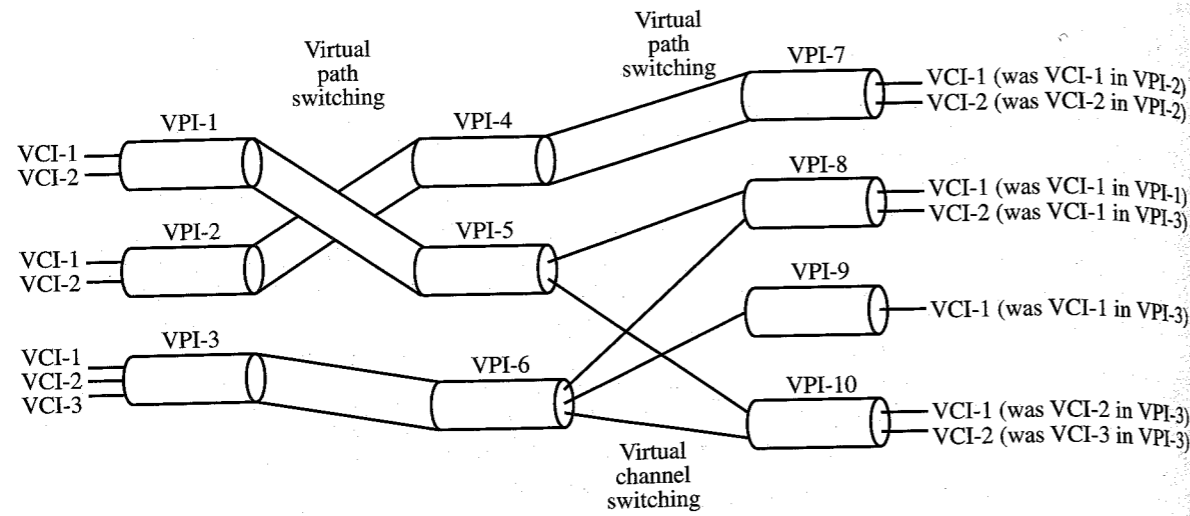 Virtual
path
switching
Virtual
path
switching
VPI-1
VCI-1
VCI-2
VPI-2
VCI-1
VCI-2
VPI-3
VCI-1
VCI-2
VCI-3
VPI-4
VPI-5
VPI-6
VPI-7
VCI-1 (was VCI-1 in VPI-2)
VCI-2 (was VCI-2 in VPI-2)
VPI-8
VCI-1 (was VCI-1 in VPI-1)
VCI-2 (was VCI-1 in VPI-3)
VPI-9
VCI-1 (was VCI-1 in VPI-3)
VPI-10
VCI-1 (was VCI-2 in VPI-3)
VCI-2 (was VCI-3 in VPI-3)
Virtual
channel
switching